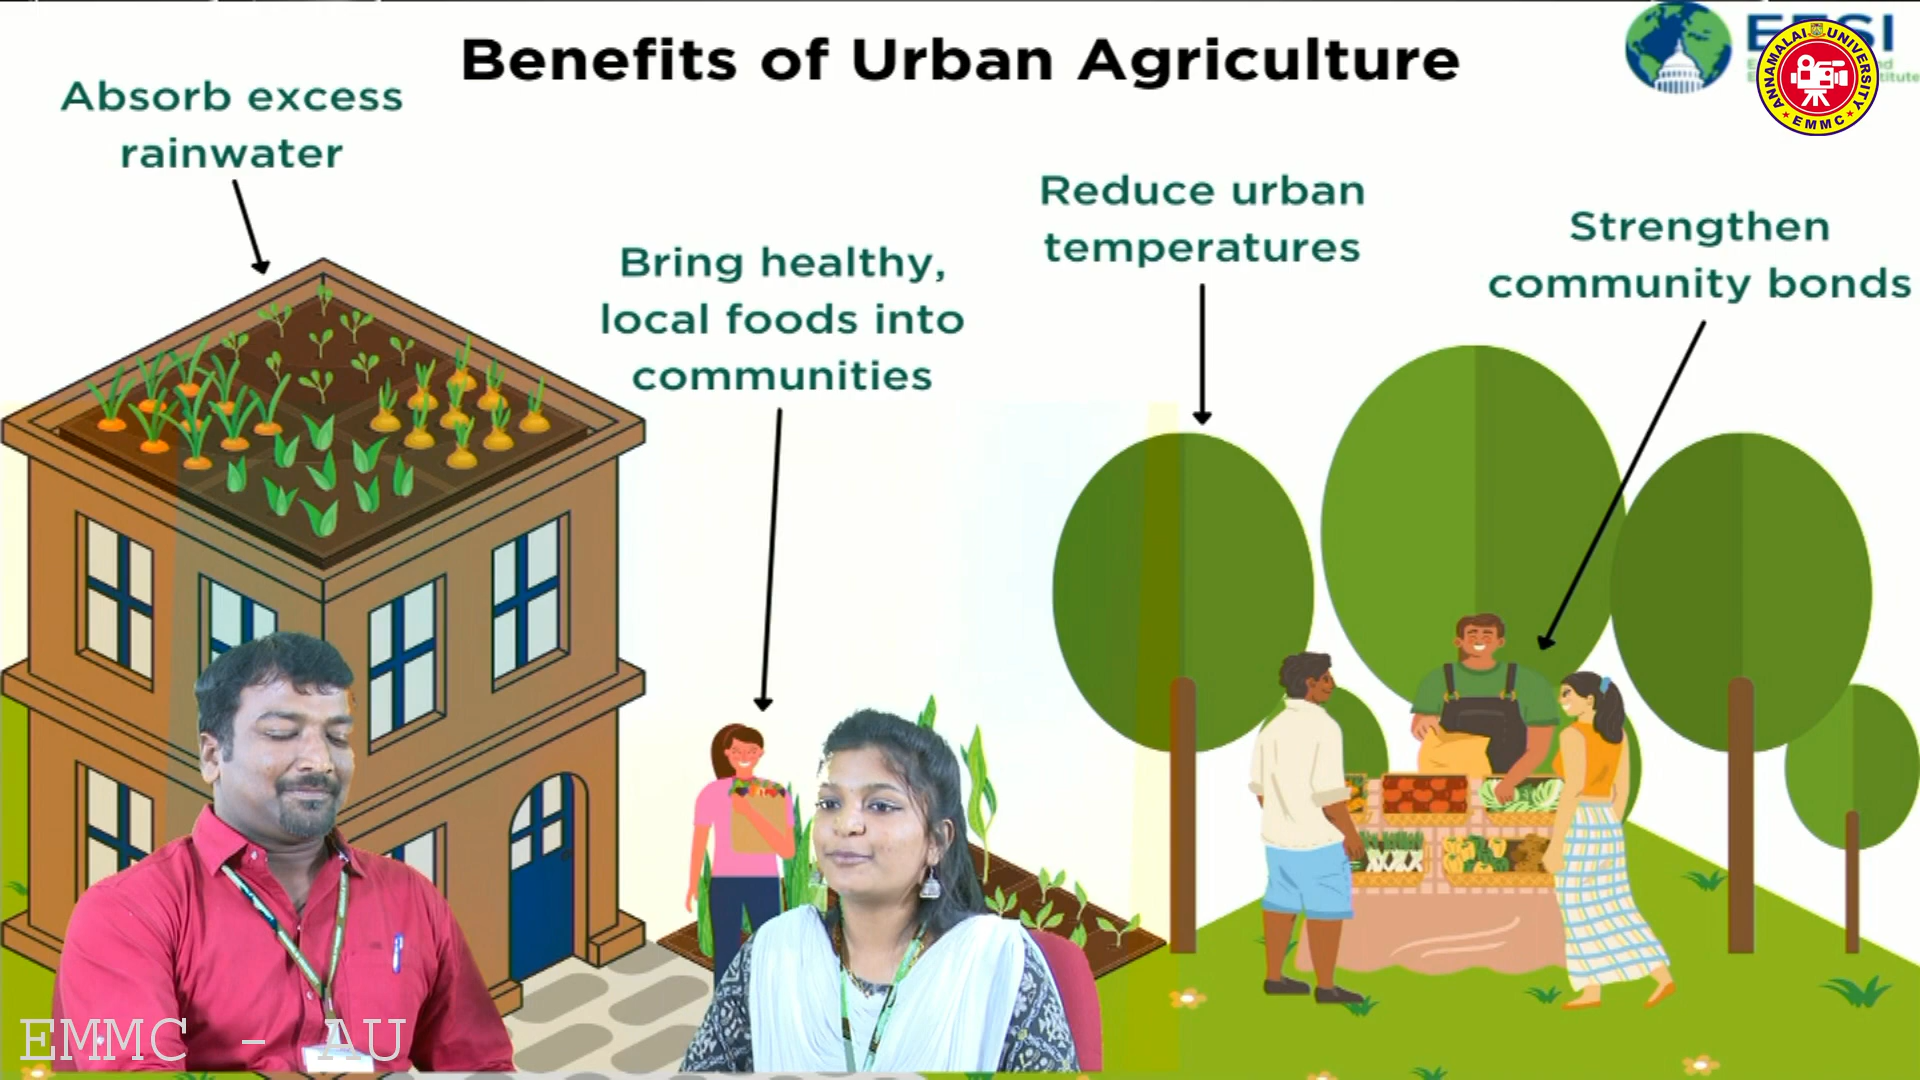 Benefits of Urban Agriculture
Absorb excess
rainwater
Bring healthy,
local foods into
communities
Reduce urban
temperatures
Strengthen
community bonds
ANNAMALAI UNIVERSITY
EMMC
EMMC - AU